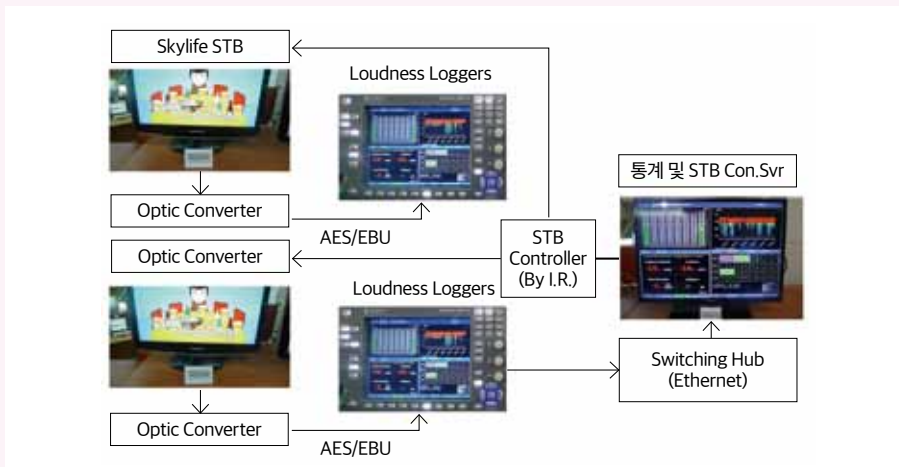 Skylife STB
Loudness Loggers
통계 및 STB Con.Svr
Optic Converter
AES/EBU
Optic Converter
STB
Controller
(By I.R.)
Loudness Loggers
Switching Hub
(Ethernet)
Optic Converter
AES/EBU